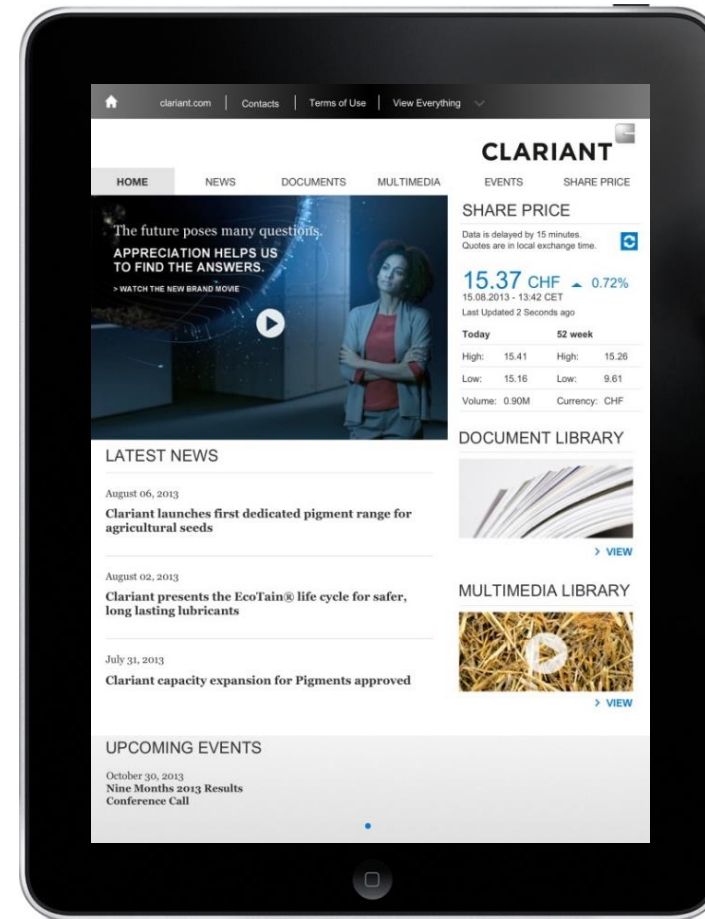 clariant.com | Contacts | Terms of Use | View Everything
CLARIANT
HOME NEWS DOCUMENTS MULTIMEDIA EVENTS SHARE PRICE
The future poses many questions.
APPRECIATION HELPS US
TO FIND THE ANSWERS.
> WATCH THE NEW BRAND MOVIE
SHARE PRICE
Data is delayed by 15 minutes.
Quotes are in local exchange time.
15.37 CHF 0.72%
15.08.2013 - 13:42 CET
Last Updated 2 Seconds ago
Today 52 week
High: 15.41 High: 15.26
Low: 15.16 Low: 9.61
Volume: 0.90M Currency: CHF
LATEST NEWS
August 06, 2013
Clariant launches first dedicated pigment range for
agricultural seeds
August 02, 2013
Clariant presents the EcoTain® life cycle for safer,
long lasting lubricants
July 31, 2013
Clariant capacity expansion for Pigments approved
DOCUMENT LIBRARY
> VIEW
MULTIMEDIA LIBRARY
> VIEW
UPCOMING EVENTS
October 30, 2013
Nine Months 2013 Results
Conference Call